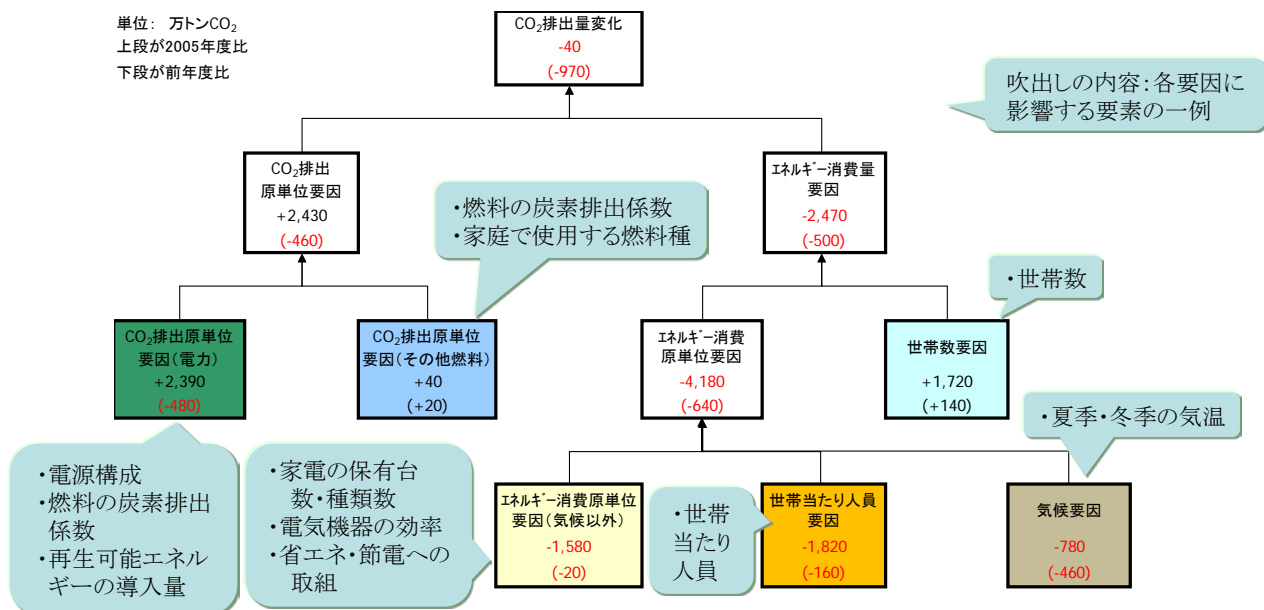 単位: 万トンCO₂
上段が2005年度比
下段が前年度比
CO₂排出量変化
-40
(-970)
吹出しの内容:各要因に
影響する要素の一例
CO₂排出
原単位要因
+2,430
(-460)
・燃料の炭素排出係数
・家庭で使用する燃料種
エネルギー消費量
要因
-2,470
(-500)
・世帯数
CO₂排出原単位
要因(電力)
+2,390
(-480)
CO₂排出原単位
要因(その他燃料)
+40
(+20)
エネルギー消費
原単位要因
-4,180
(-640)
世帯数要因
+1,720
(+140)
・夏季・冬季の気温
・電源構成
・燃料の炭素排出
係数
・再生可能エネル
ギーの導入量
・家電の保有台
数・種類数
・電気機器の効率
・省エネ・節電への
取組
エネルギー消費原単位
要因(気候以外)
-1,580
(-20)
・世帯
当たり
人員
世帯当たり人員
要因
-1,820
(-160)
気候要因
-780
(-460)